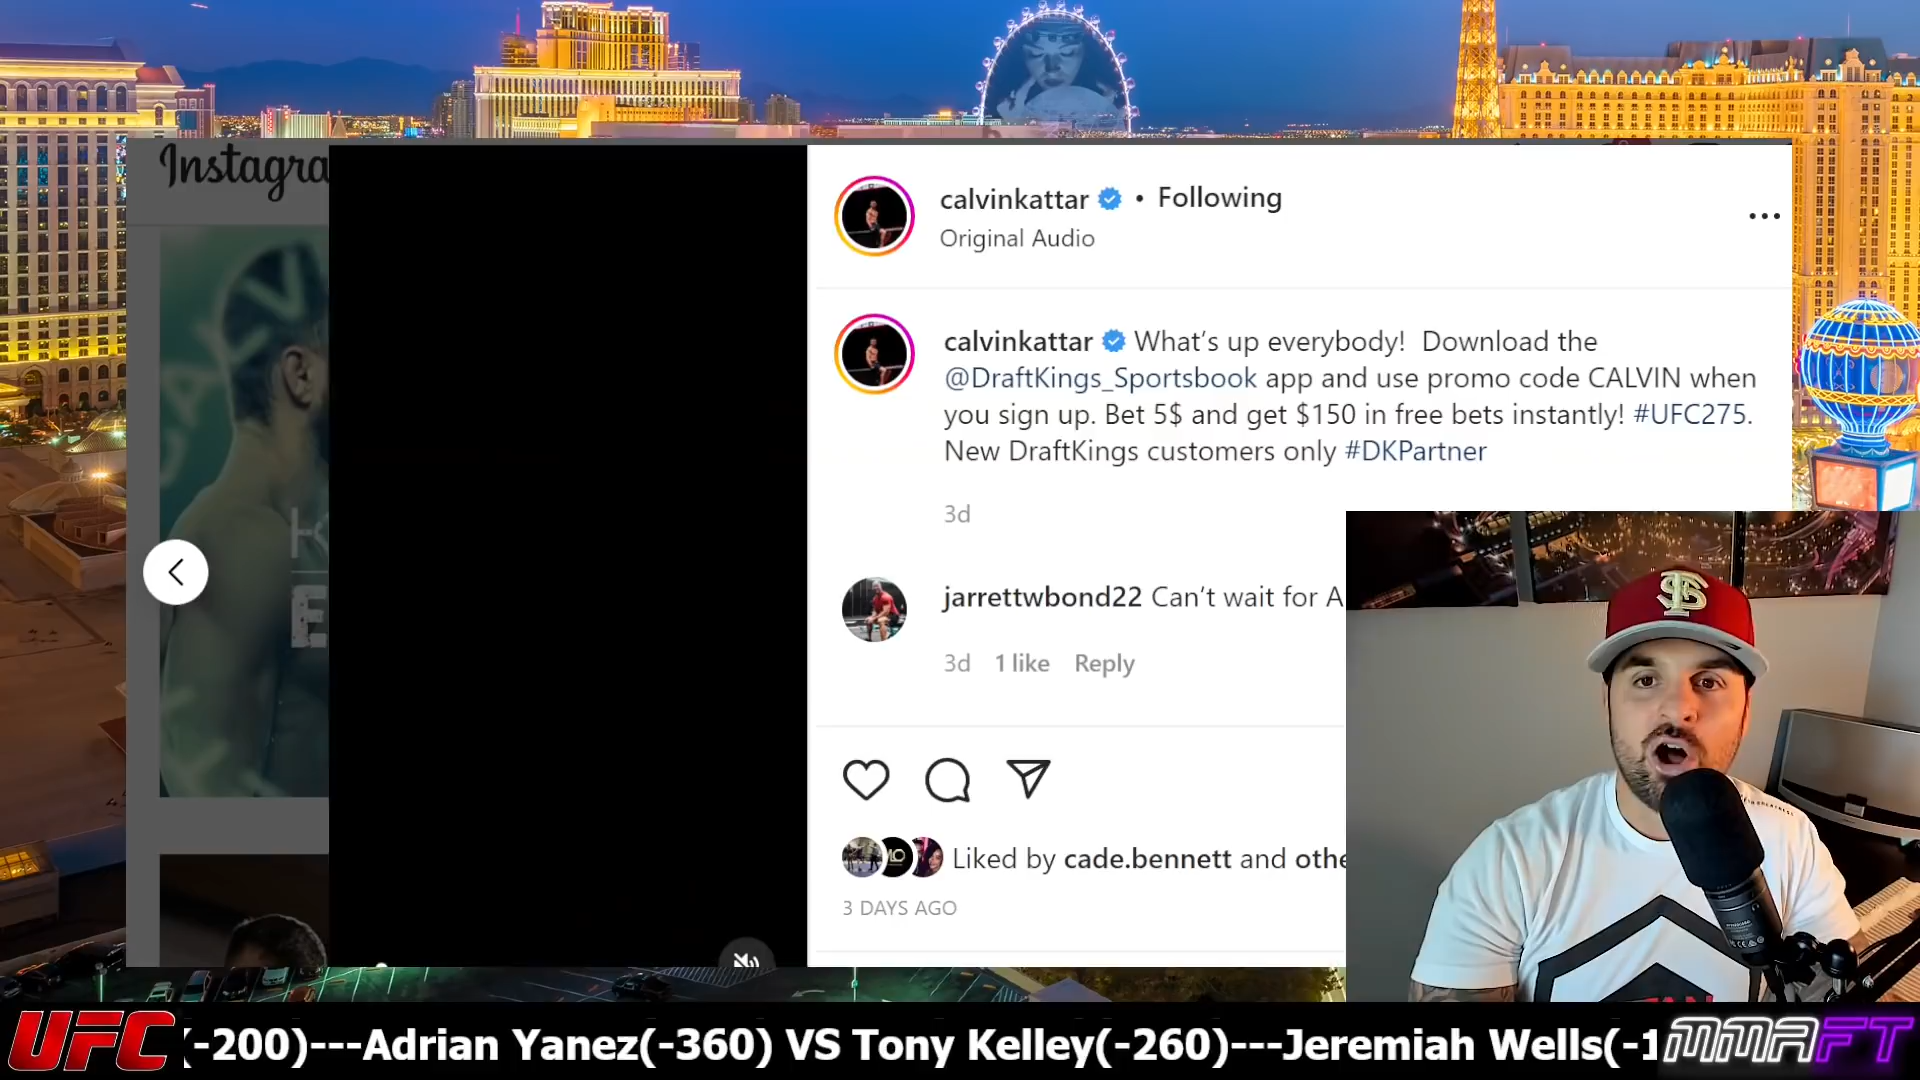 Instagra
calvinkattar • Following
Original Audio
calvinkattar What's up everybody!  Download the
@DraftKings_Sportsbook app and use promo code CALVIN when
you sign up. Bet 5$ and get $150 in free bets instantly! #UFC275.
New DraftKings customers only #DKPartner
3d
jarrettwbond22 Can't wait for A
3d 1 like Reply
Liked by cade.bennett and othe
3 DAYS AGO
UFC (-200)---Adrian Yanez(-360) VS Tony Kelley(-260)---Jeremiah Wells(-1 MMAFT